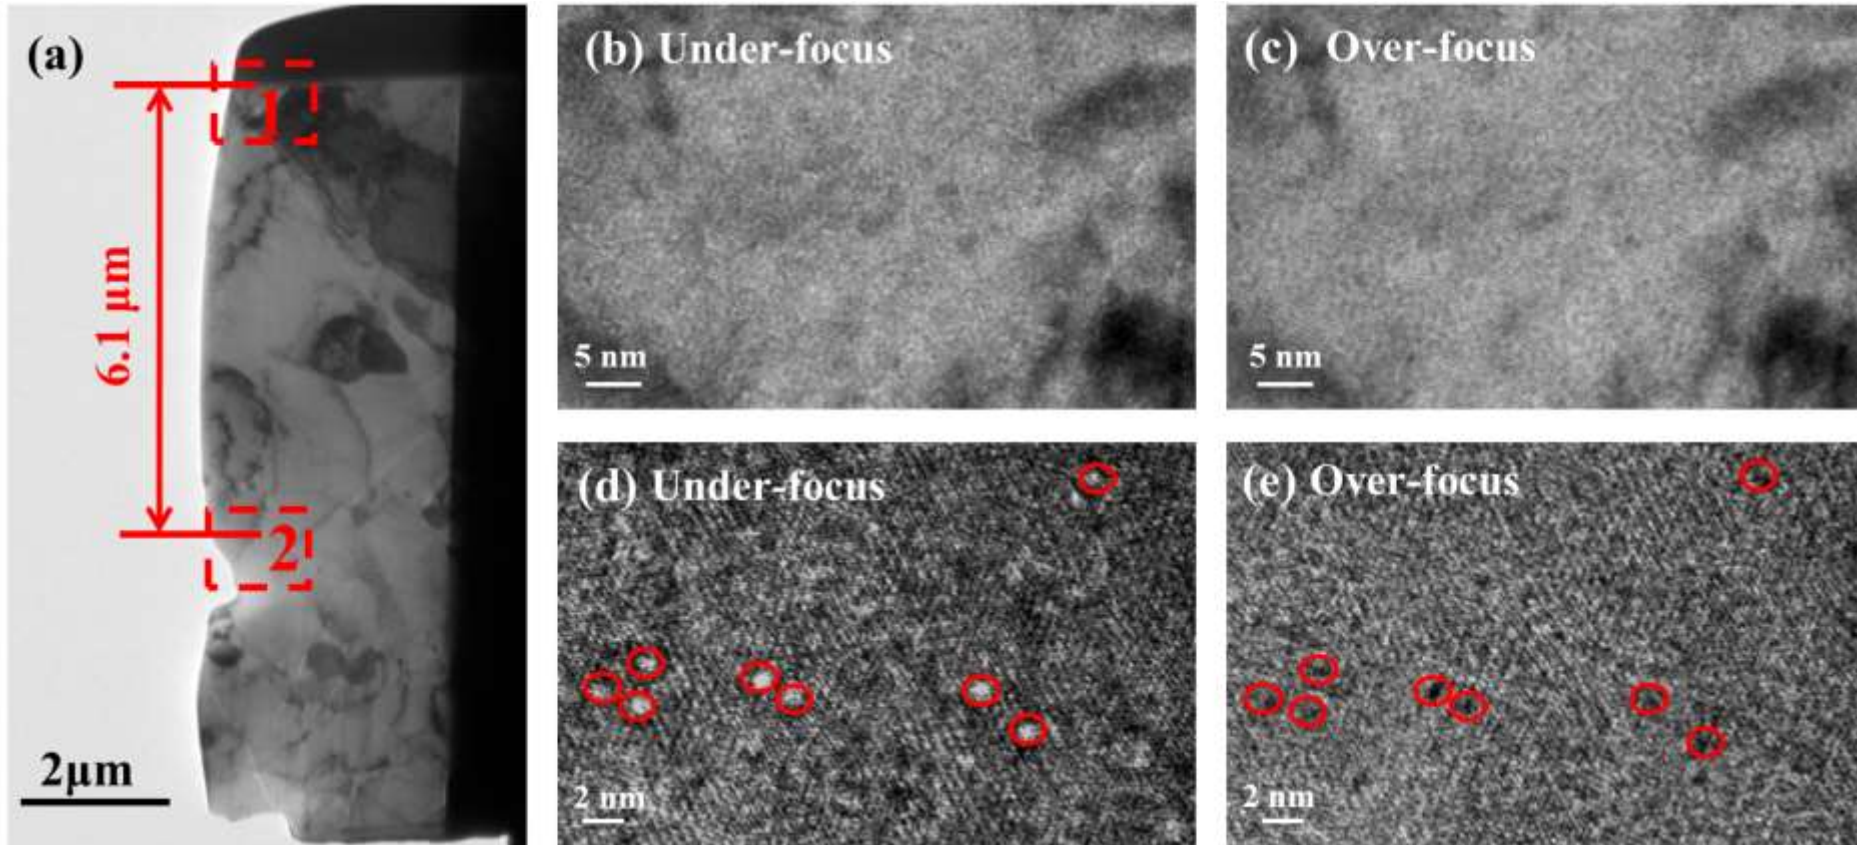 (a)
1
6.1 μm
2
2μm
(b) Under-focus
5 nm
(c) Over-focus
5 nm
(d) Under-focus
2 nm
(e) Over-focus
2 nm